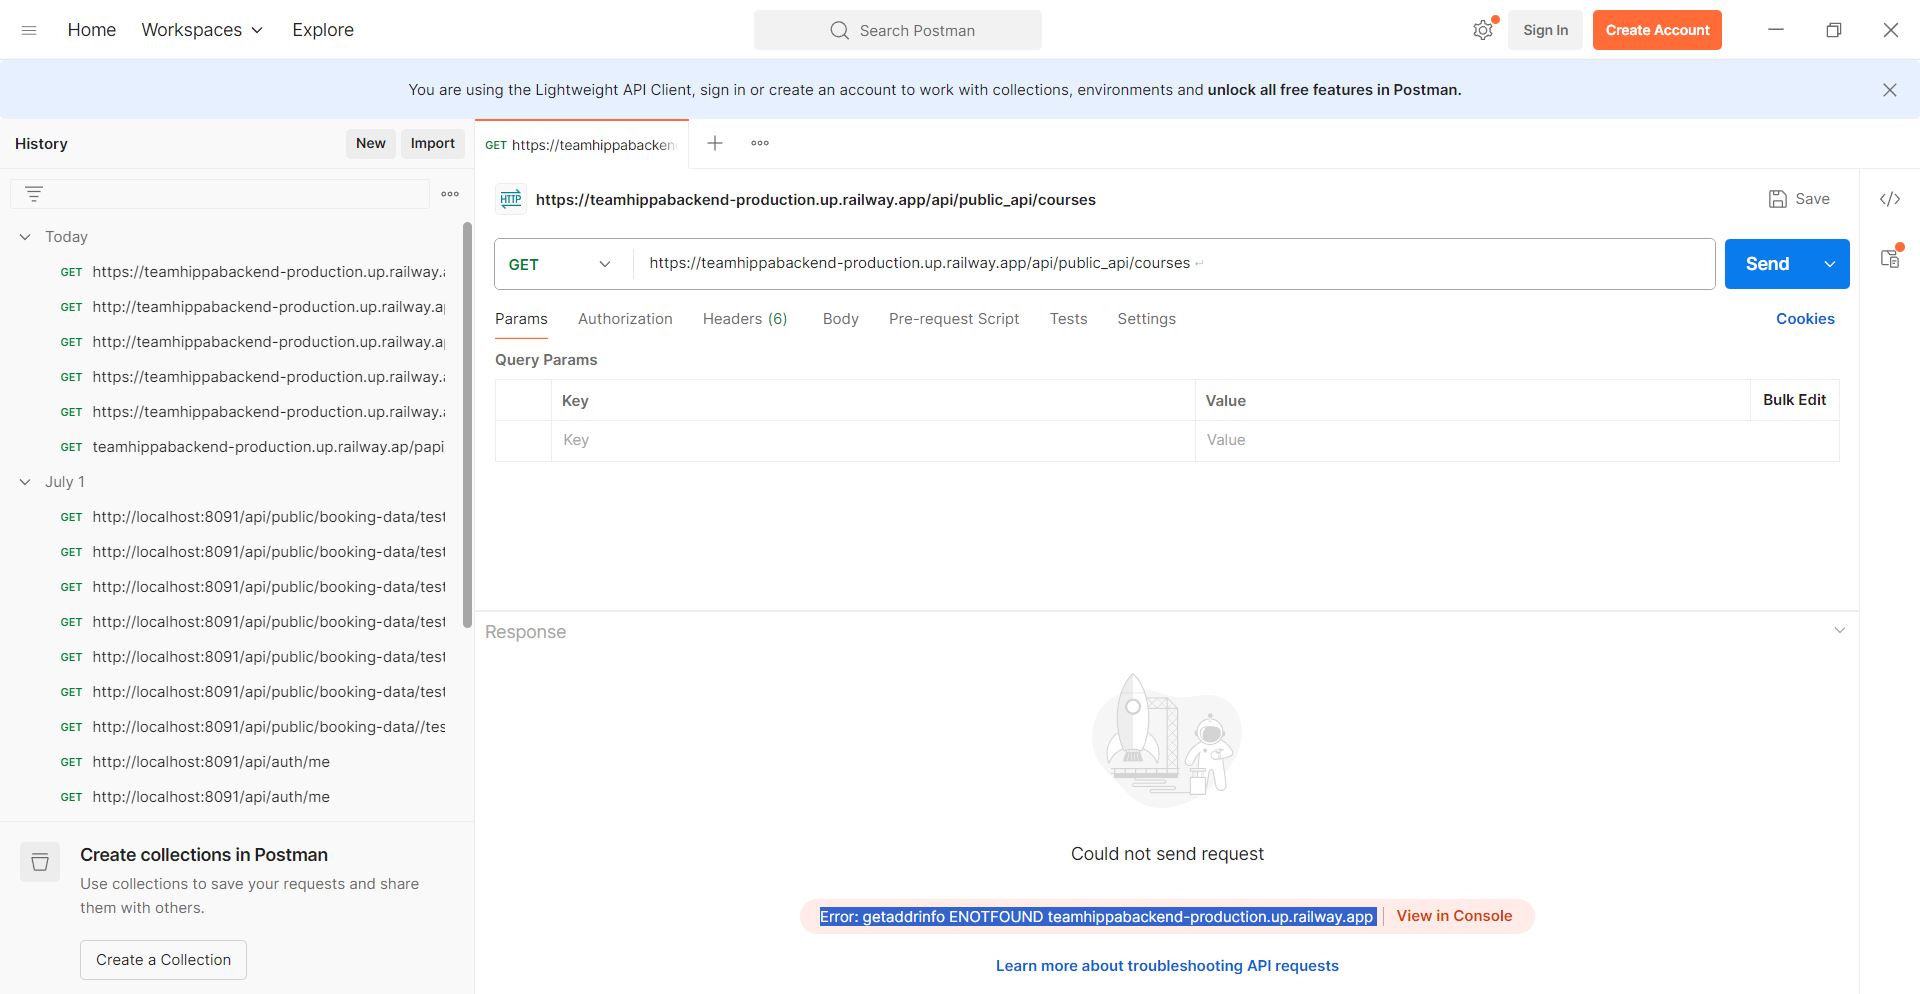 Home
Workspaces
Explore
Search Postman
Sign In
Create Account
You are using the Lightweight API Client, sign in or create an account to work with collections, environments and unlock all free features in Postman.
History
New
Import
GET https://teamhippabacken
HTTP
https://teamhippabackend-production.up.railway.app/api/public_api/courses
Save
</>
Today
GET https://teamhippabackend-production.up.railway.a
GET http://teamhippabackend-production.up.railway.ap
GET http://teamhippabackend-production.up.railway.ap
GET https://teamhippabackend-production.up.railway.a
GET https://teamhippabackend-production.up.railway.a
GET teamhippabackend-production.up.railway.ap/papi
July 1
GET http://localhost:8091/api/public/booking-data/test
GET http://localhost:8091/api/public/booking-data/test
GET http://localhost:8091/api/public/booking-data/test
GET http://localhost:8091/api/public/booking-data/test
GET http://localhost:8091/api/public/booking-data/test
GET http://localhost:8091/api/public/booking-data/test
GET http://localhost:8091/api/public/booking-data//tes
GET http://localhost:8091/api/auth/me
GET http://localhost:8091/api/auth/me
Create collections in Postman
Use collections to save your requests and share
them with others.
Create a Collection
GET
https://teamhippabackend-production.up.railway.app/api/public_api/courses
Send
Params
Authorization
Headers (6)
Body
Pre-request Script
Tests
Settings
Cookies
Query Params
Key
Value
Bulk Edit
Key
Value
Response
Could not send request
Error: getaddrinfo ENOTFOUND teamhippabackend-production.up.railway.app
View in Console
Learn more about troubleshooting API requests